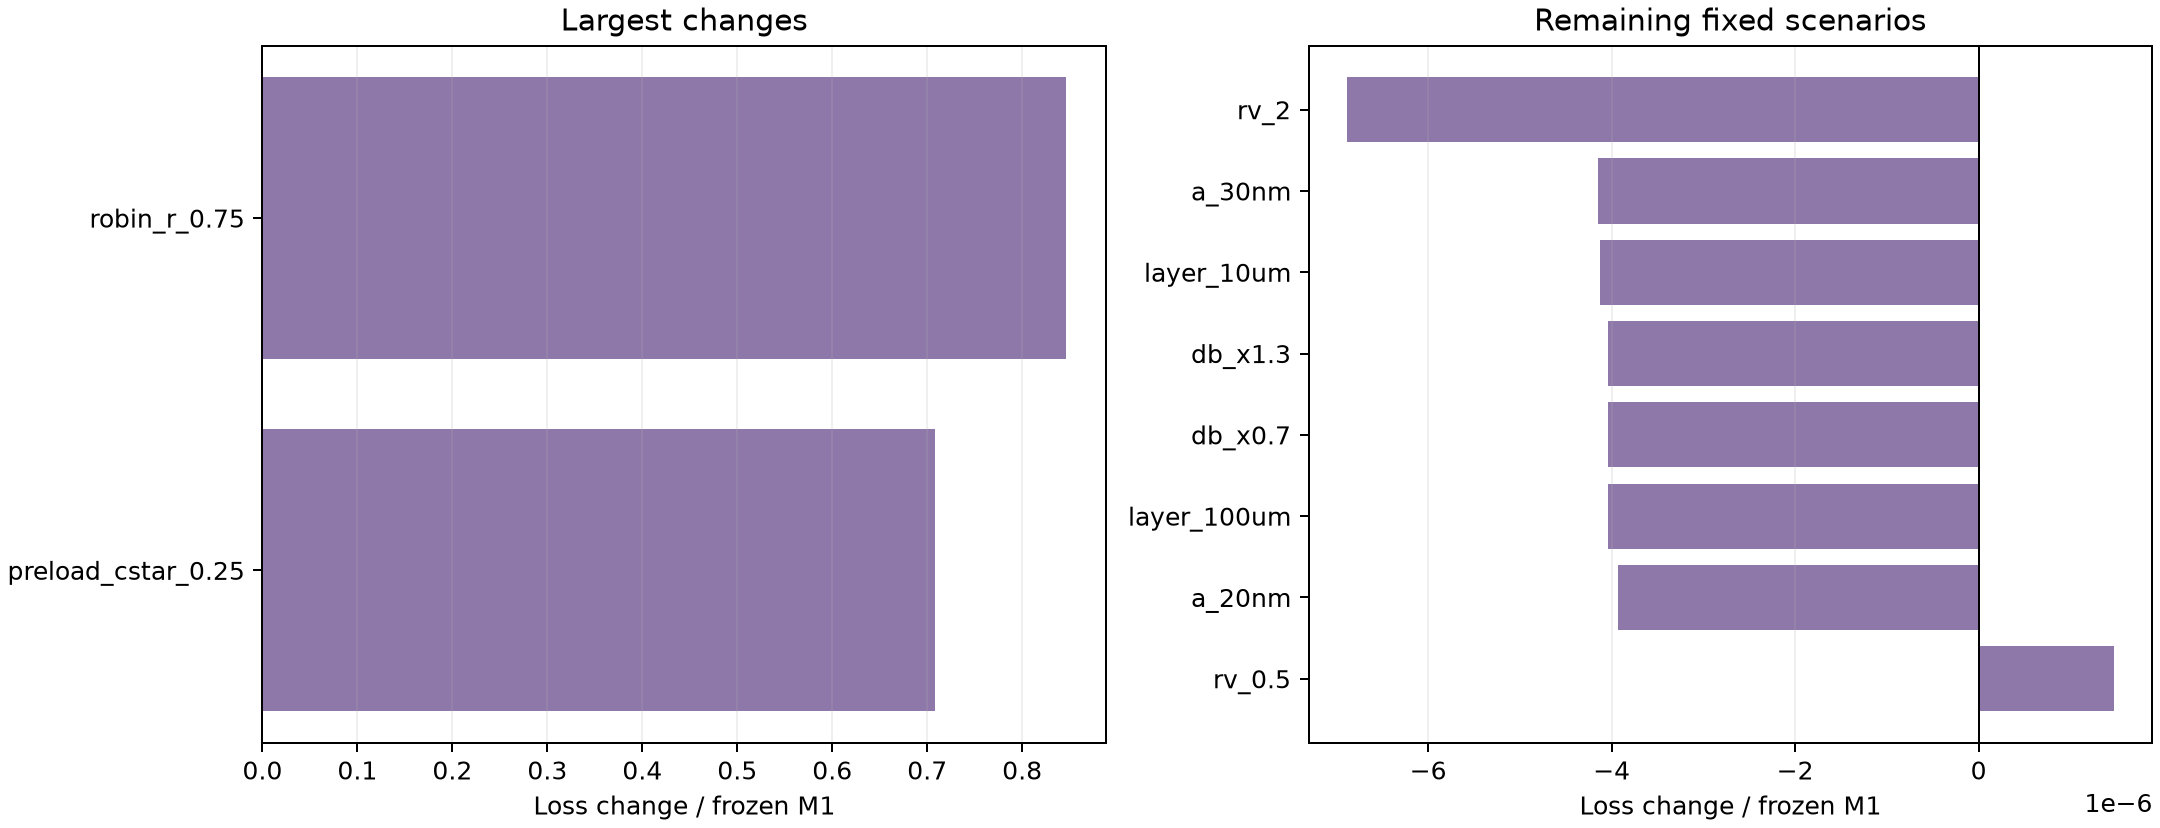 Largest changes
robin_r_0.75
preload_cstar_0.25
0.0 0.1 0.2 0.3 0.4 0.5 0.6 0.7 0.8
Loss change / frozen M1
Remaining fixed scenarios
rv_2
a_30nm
layer_10um
db_x1.3
db_x0.7
layer_100um
a_20nm
rv_0.5
−6 −4 −2 0
1e−6
Loss change / frozen M1